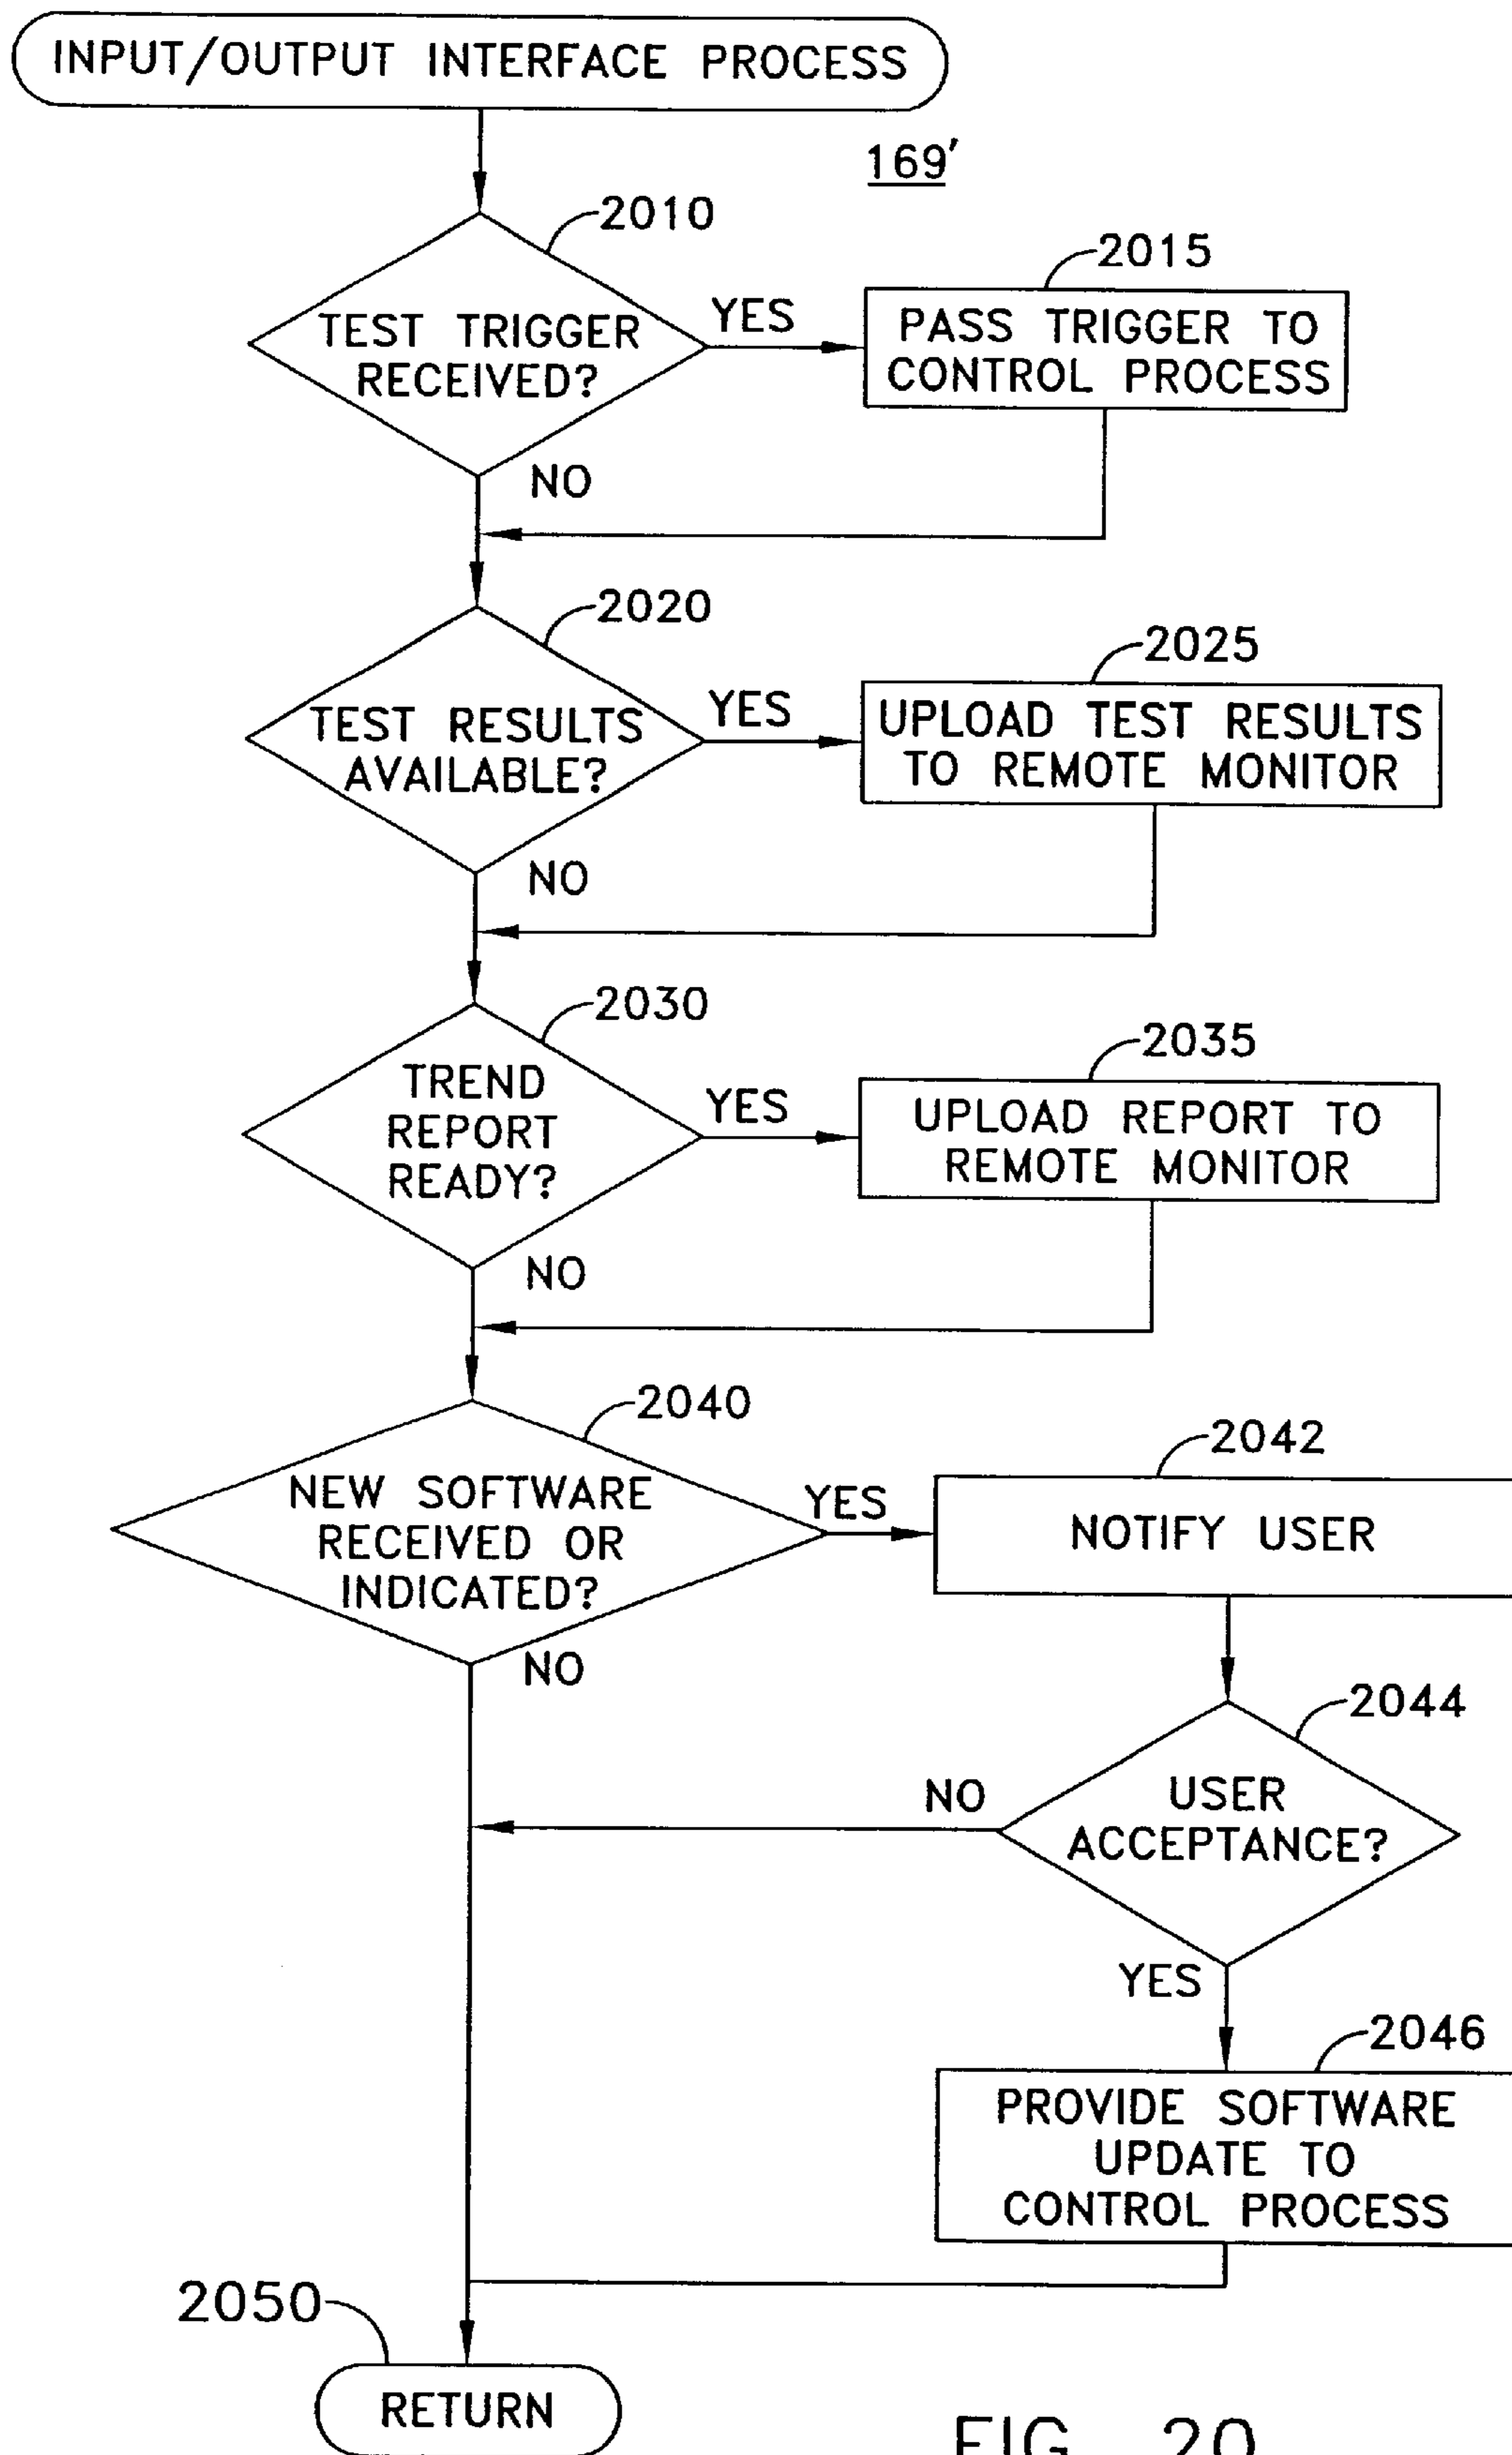 INPUT/OUTPUT INTERFACE PROCESS
169'
2010
TEST TRIGGER
RECEIVED?
YES
2015
PASS TRIGGER TO
CONTROL PROCESS
NO
2020
TEST RESULTS
AVAILABLE?
YES
2025
UPLOAD TEST RESULTS
TO REMOTE MONITOR
NO
2030
TREND
REPORT
READY?
YES
2035
UPLOAD REPORT TO
REMOTE MONITOR
NO
2040
NEW SOFTWARE
RECEIVED OR
INDICATED?
YES
2042
NOTIFY USER
NO
2044
USER
ACCEPTANCE?
NO
YES
2046
PROVIDE SOFTWARE
UPDATE TO
CONTROL PROCESS
2050
RETURN
FIG. 20